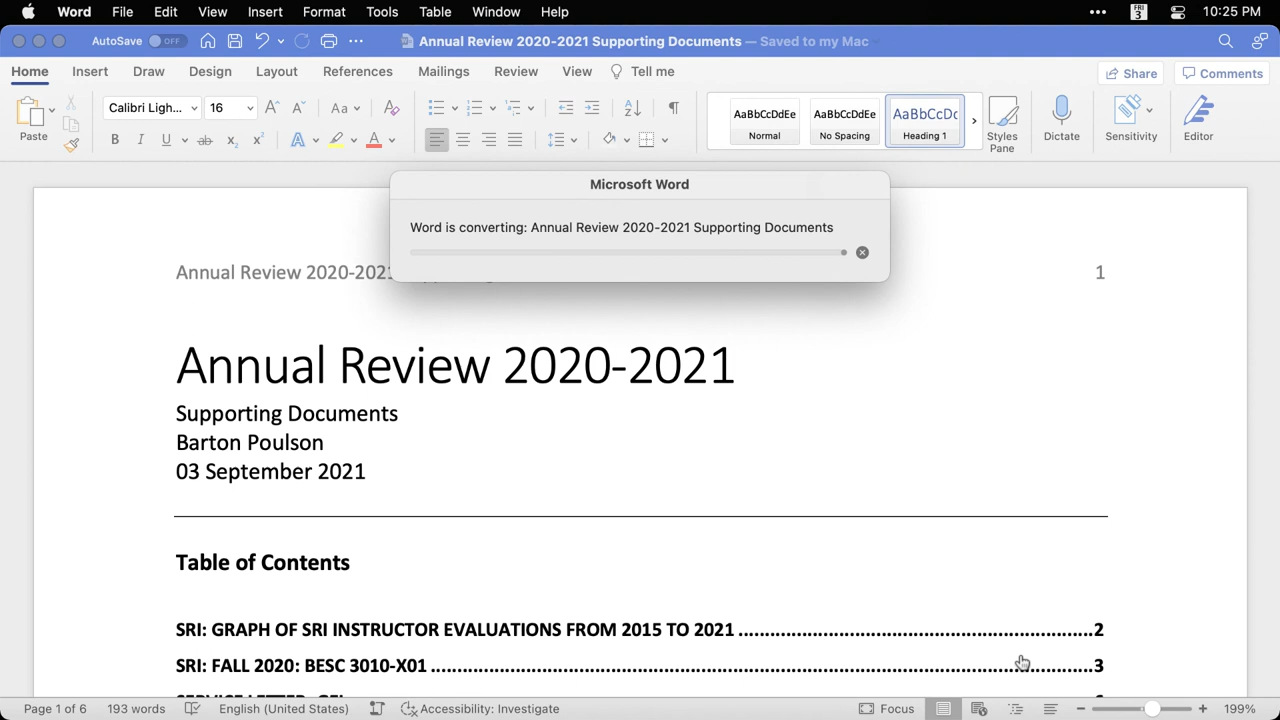 Word File Edit View Insert Format Tools Table Window Help FRI 3 10:25 PM
AutoSave OFF Annual Review 2020-2021 Supporting Documents — Saved to my Mac
Home Insert Draw Design Layout References Mailings Review View Tell me Share Comments
Paste Calibri Ligh... 16 Aa AaBbCcDdEe Normal AaBbCcDdEe No Spacing AaBbCcDc Heading 1 Styles Pane Dictate Sensitivity Editor
Microsoft Word
Word is converting: Annual Review 2020-2021 Supporting Documents
Annual Review 2020-2021 1
Annual Review 2020-2021
Supporting Documents
Barton Poulson
03 September 2021
Table of Contents
SRI: GRAPH OF SRI INSTRUCTOR EVALUATIONS FROM 2015 TO 2021 2
SRI: FALL 2020: BESC 3010-X01 3
Page 1 of 6 193 words English (United States) Accessibility: Investigate Focus 199%